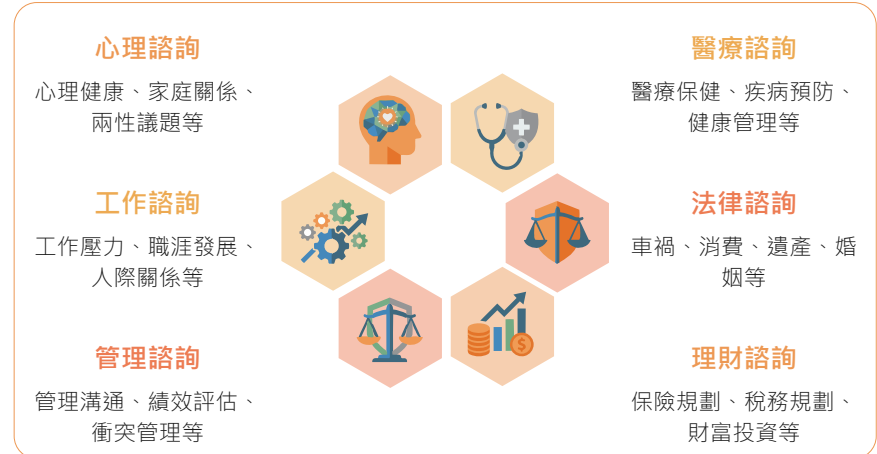 心理諮詢
心理健康、家庭關係、
兩性議題等
工作諮詢
工作壓力、職涯發展、
人際關係等
管理諮詢
管理溝通、績效評估、
衝突管理等
醫療諮詢
醫療保健、疾病預防、
健康管理等
法律諮詢
車禍、消費、遺產、婚
姻等
理財諮詢
保險規劃、稅務規劃、
財富投資等
$